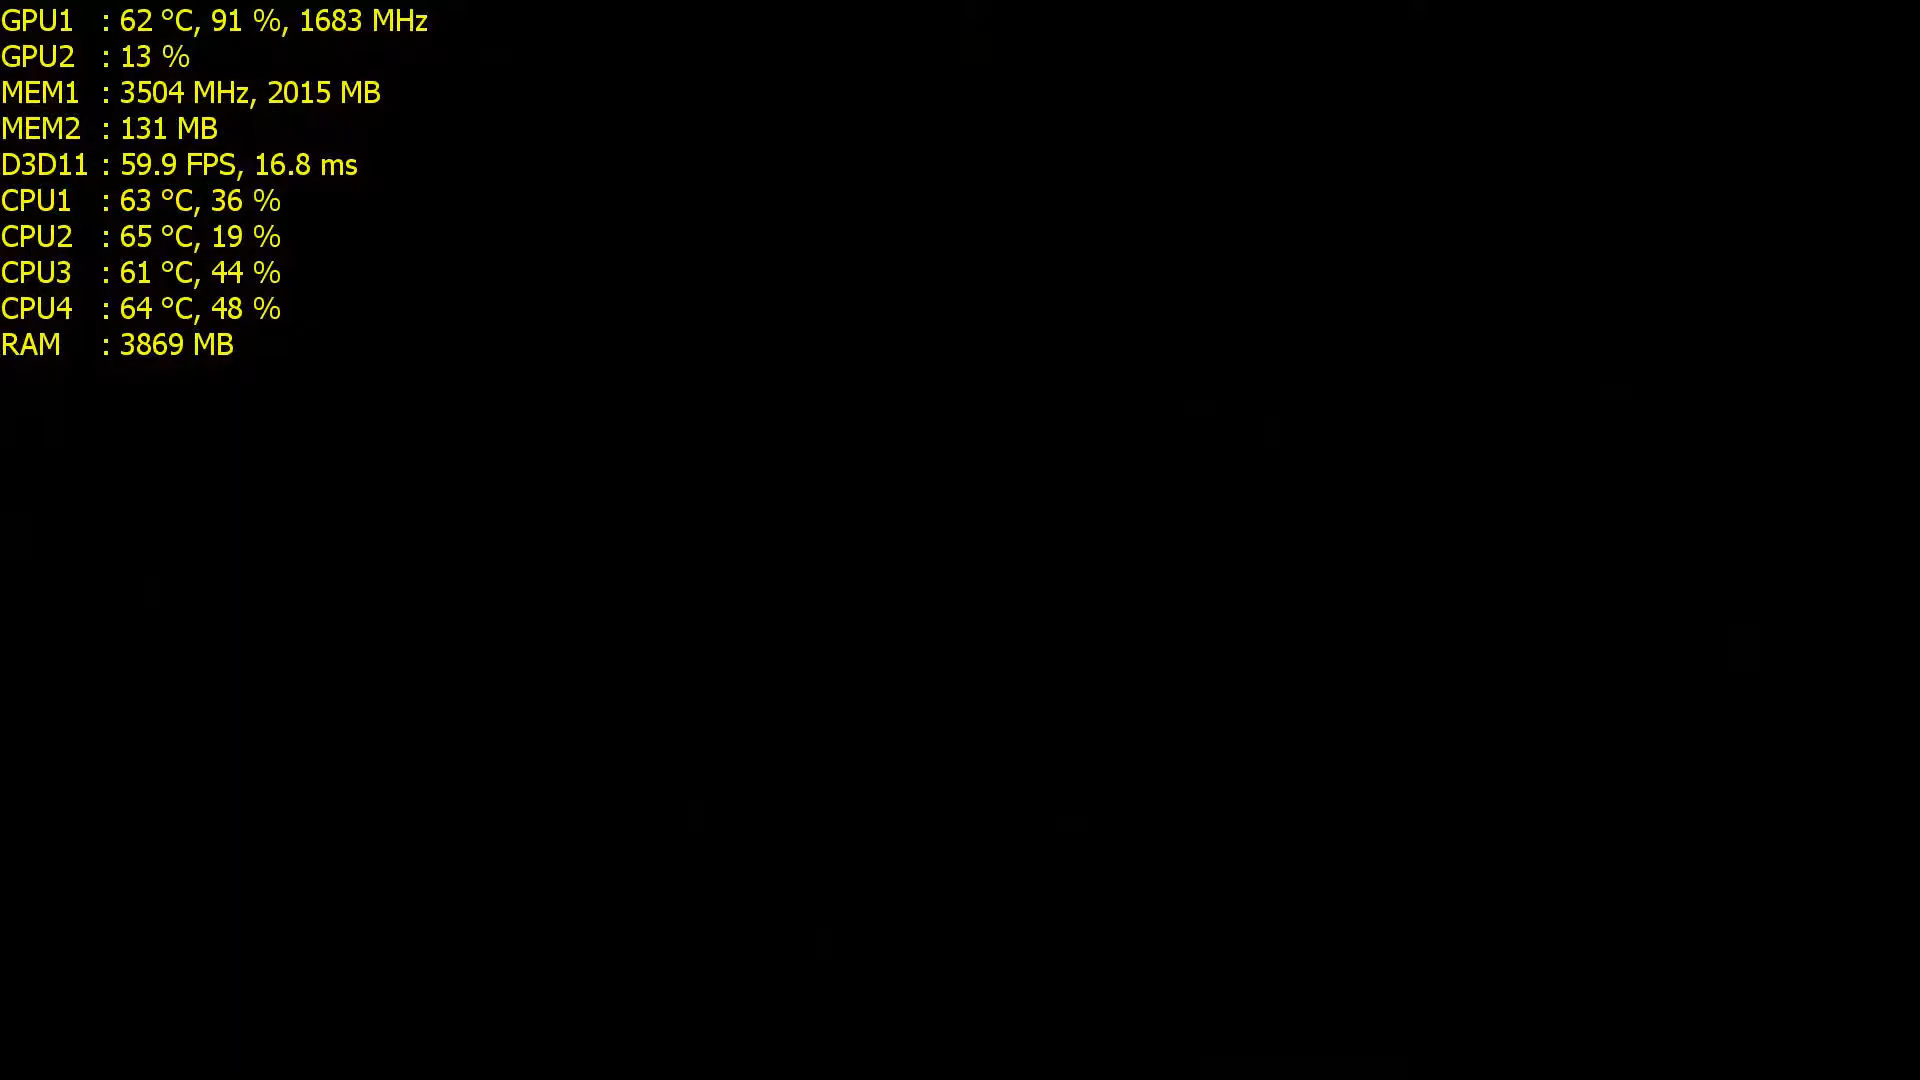 GPU1 : 62 °C, 91 %, 1683 MHz
GPU2 : 13 %
MEM1 : 3504 MHz, 2015 MB
MEM2 : 131 MB
D3D11 : 59.9 FPS, 16.8 ms
CPU1 : 63 °C, 36 %
CPU2 : 65 °C, 19 %
CPU3 : 61 °C, 44 %
CPU4 : 64 °C, 48 %
RAM : 3869 MB